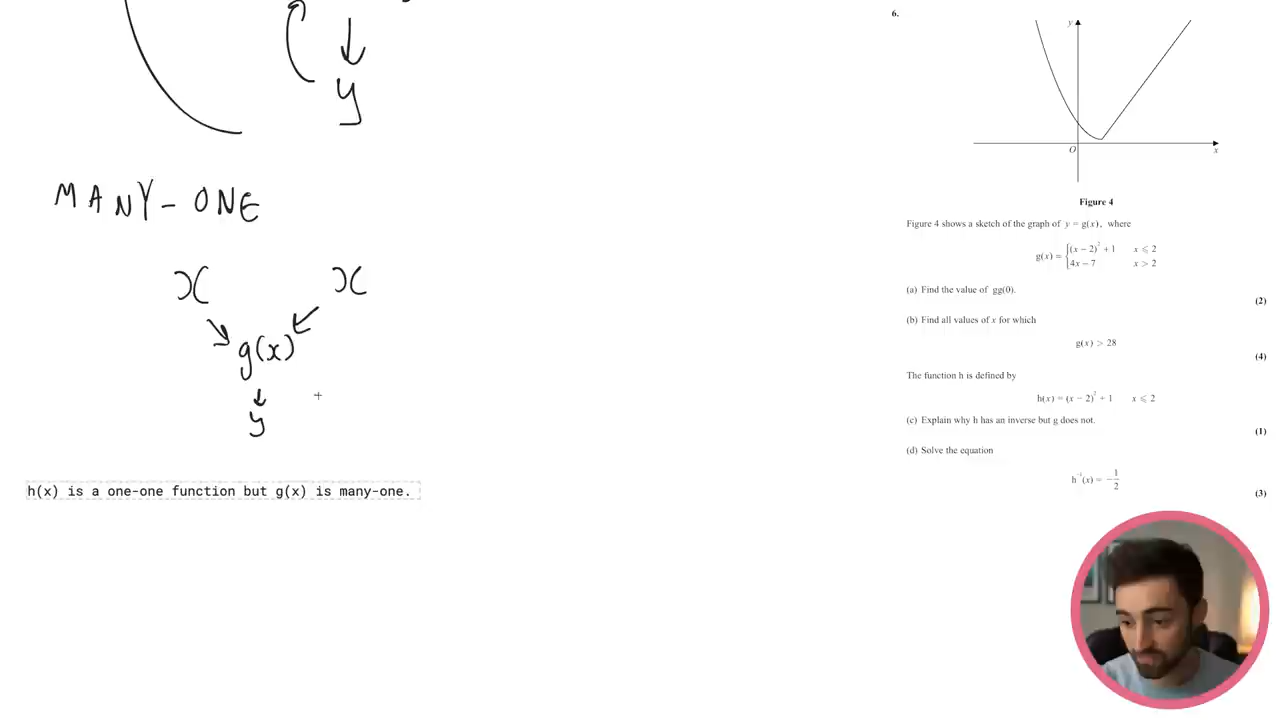 y
MANY-ONE
x x
g(x)
y
h(x) is a one-one function but g(x) is many-one.
6.
y
O
x
Figure 4
Figure 4 shows a sketch of the graph of y = g(x), where
g(x) = { (x − 2)² + 1 x ⩽ 2
4x − 7 x > 2
(a) Find the value of gg(0).
(2)
(b) Find all values of x for which
g(x) > 28
(4)
The function h is defined by
h(x) = (x − 2)² + 1 x ⩽ 2
(c) Explain why h has an inverse but g does not.
(1)
(d) Solve the equation
h⁻¹(x) = −1/2
(3)